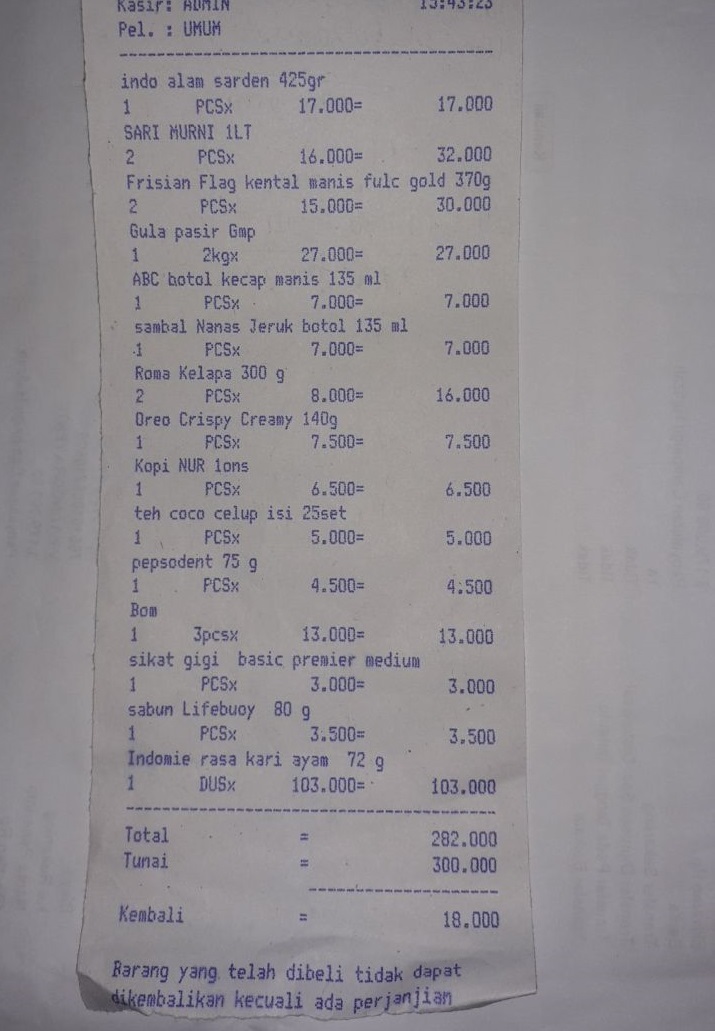 Kasir: ADMIN 15:43:23
Pel. : UMUM
indo alam sarden 425gr
1 PCSx 17.000= 17.000
SARI MURNI 1LT
2 PCSx 16.000= 32.000
Frisian Flag kental manis fulc gold 370g
2 PCSx 15.000= 30.000
Gula pasir Gmp
1 2kgx 27.000= 27.000
ABC botol kecap manis 135 ml
1 PCSx 7.000= 7.000
sambal Nanas Jeruk botol 135 ml
1 PCSx 7.000= 7.000
Roma Kelapa 300 g
2 PCSx 8.000= 16.000
Oreo Crispy Creamy 140g
1 PCSx 7.500= 7.500
Kopi NUR 1ons
1 PCSx 6.500= 6.500
teh coco celup isi 25set
1 PCSx 5.000= 5.000
pepsodent 75 g
1 PCSx 4.500= 4.500
Bom
1 3pcsx 13.000= 13.000
sikat gigi basic premier medium
1 PCSx 3.000= 3.000
sabun Lifebuoy 80 g
1 PCSx 3.500= 3.500
Indomie rasa kari ayam 72 g
1 DUSx 103.000= 103.000
Total = 282.000
Tunai = 300.000
Kembali = 18.000
Barang yang telah dibeli tidak dapat
dikembalikan kecuali ada perjanjian